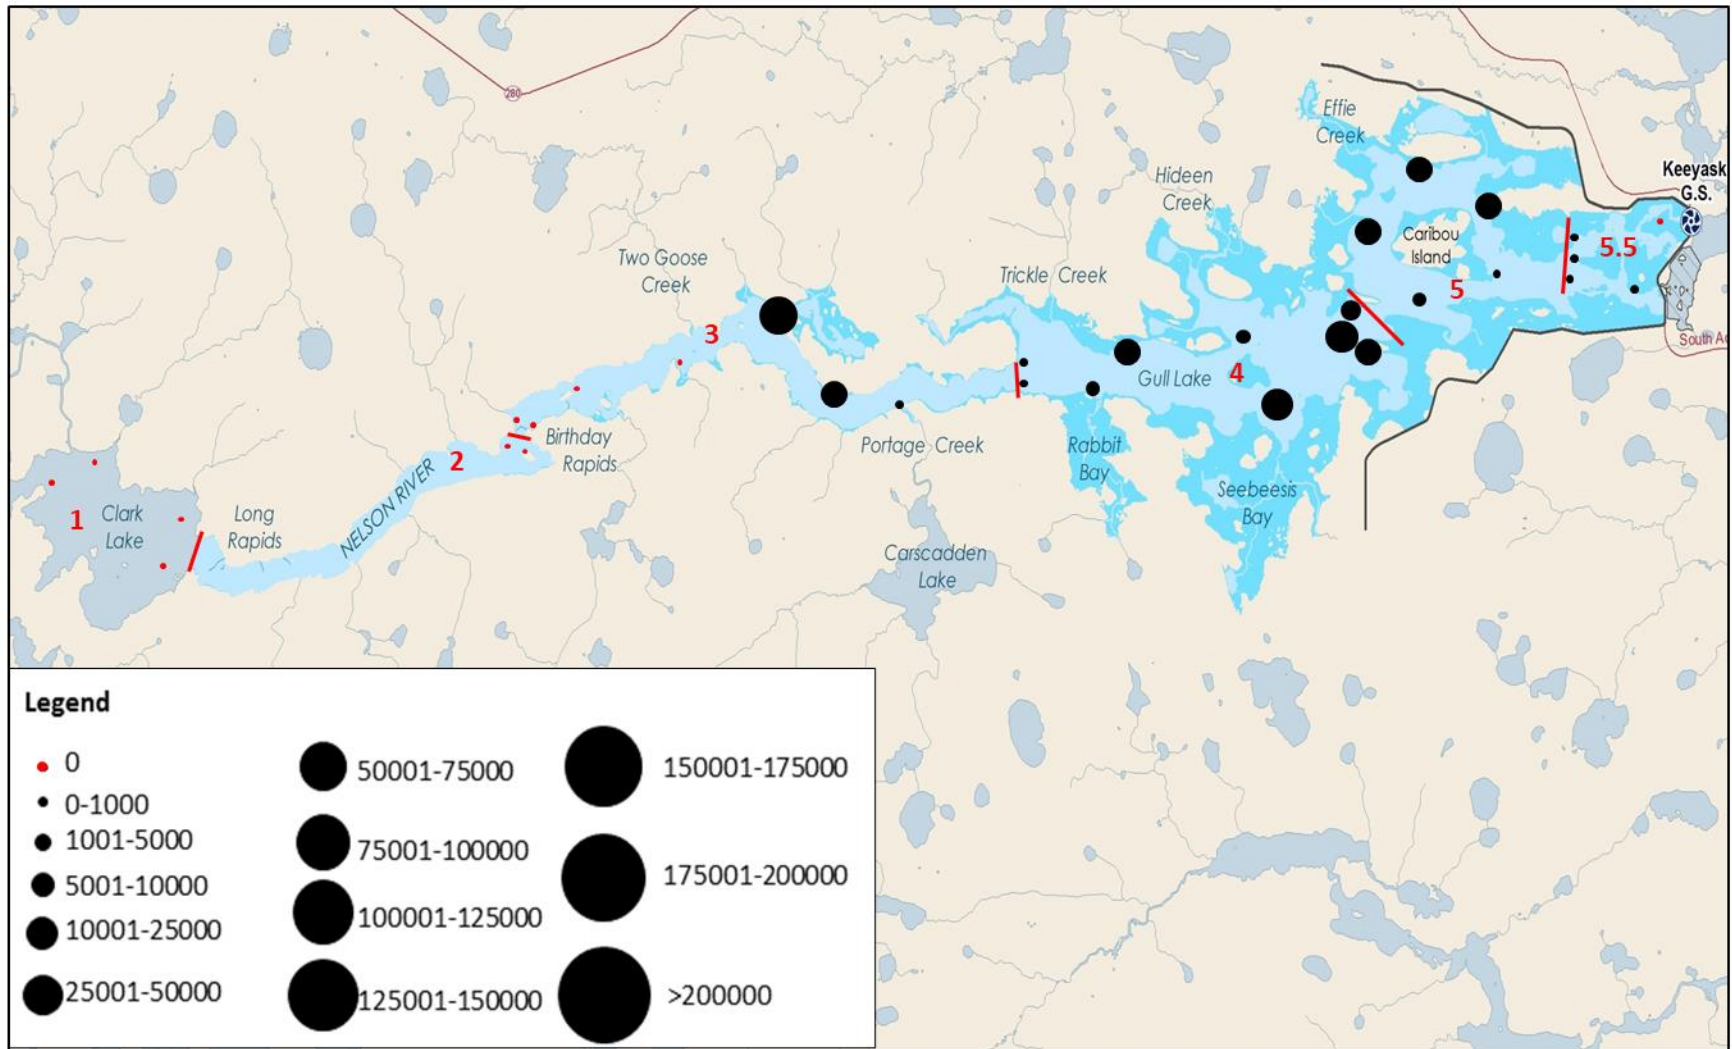 280
Effie
Creek
Keeyask
G.S.
Hideen
Creek
Caribou
Island
5.5
Two Goose
Creek
Trickle Creek
5
3
South Ac
Gull Lake
4
Birthday
Rapids
Portage Creek
Rabbit
Bay
2
NELSON RIVER
Seebeesis
Bay
1
Clark
Lake
Long
Rapids
Carscadden
Lake
Legend
0
0-1000
1001-5000
5001-10000
10001-25000
25001-50000
50001-75000
75001-100000
100001-125000
125001-150000
150001-175000
175001-200000
>200000